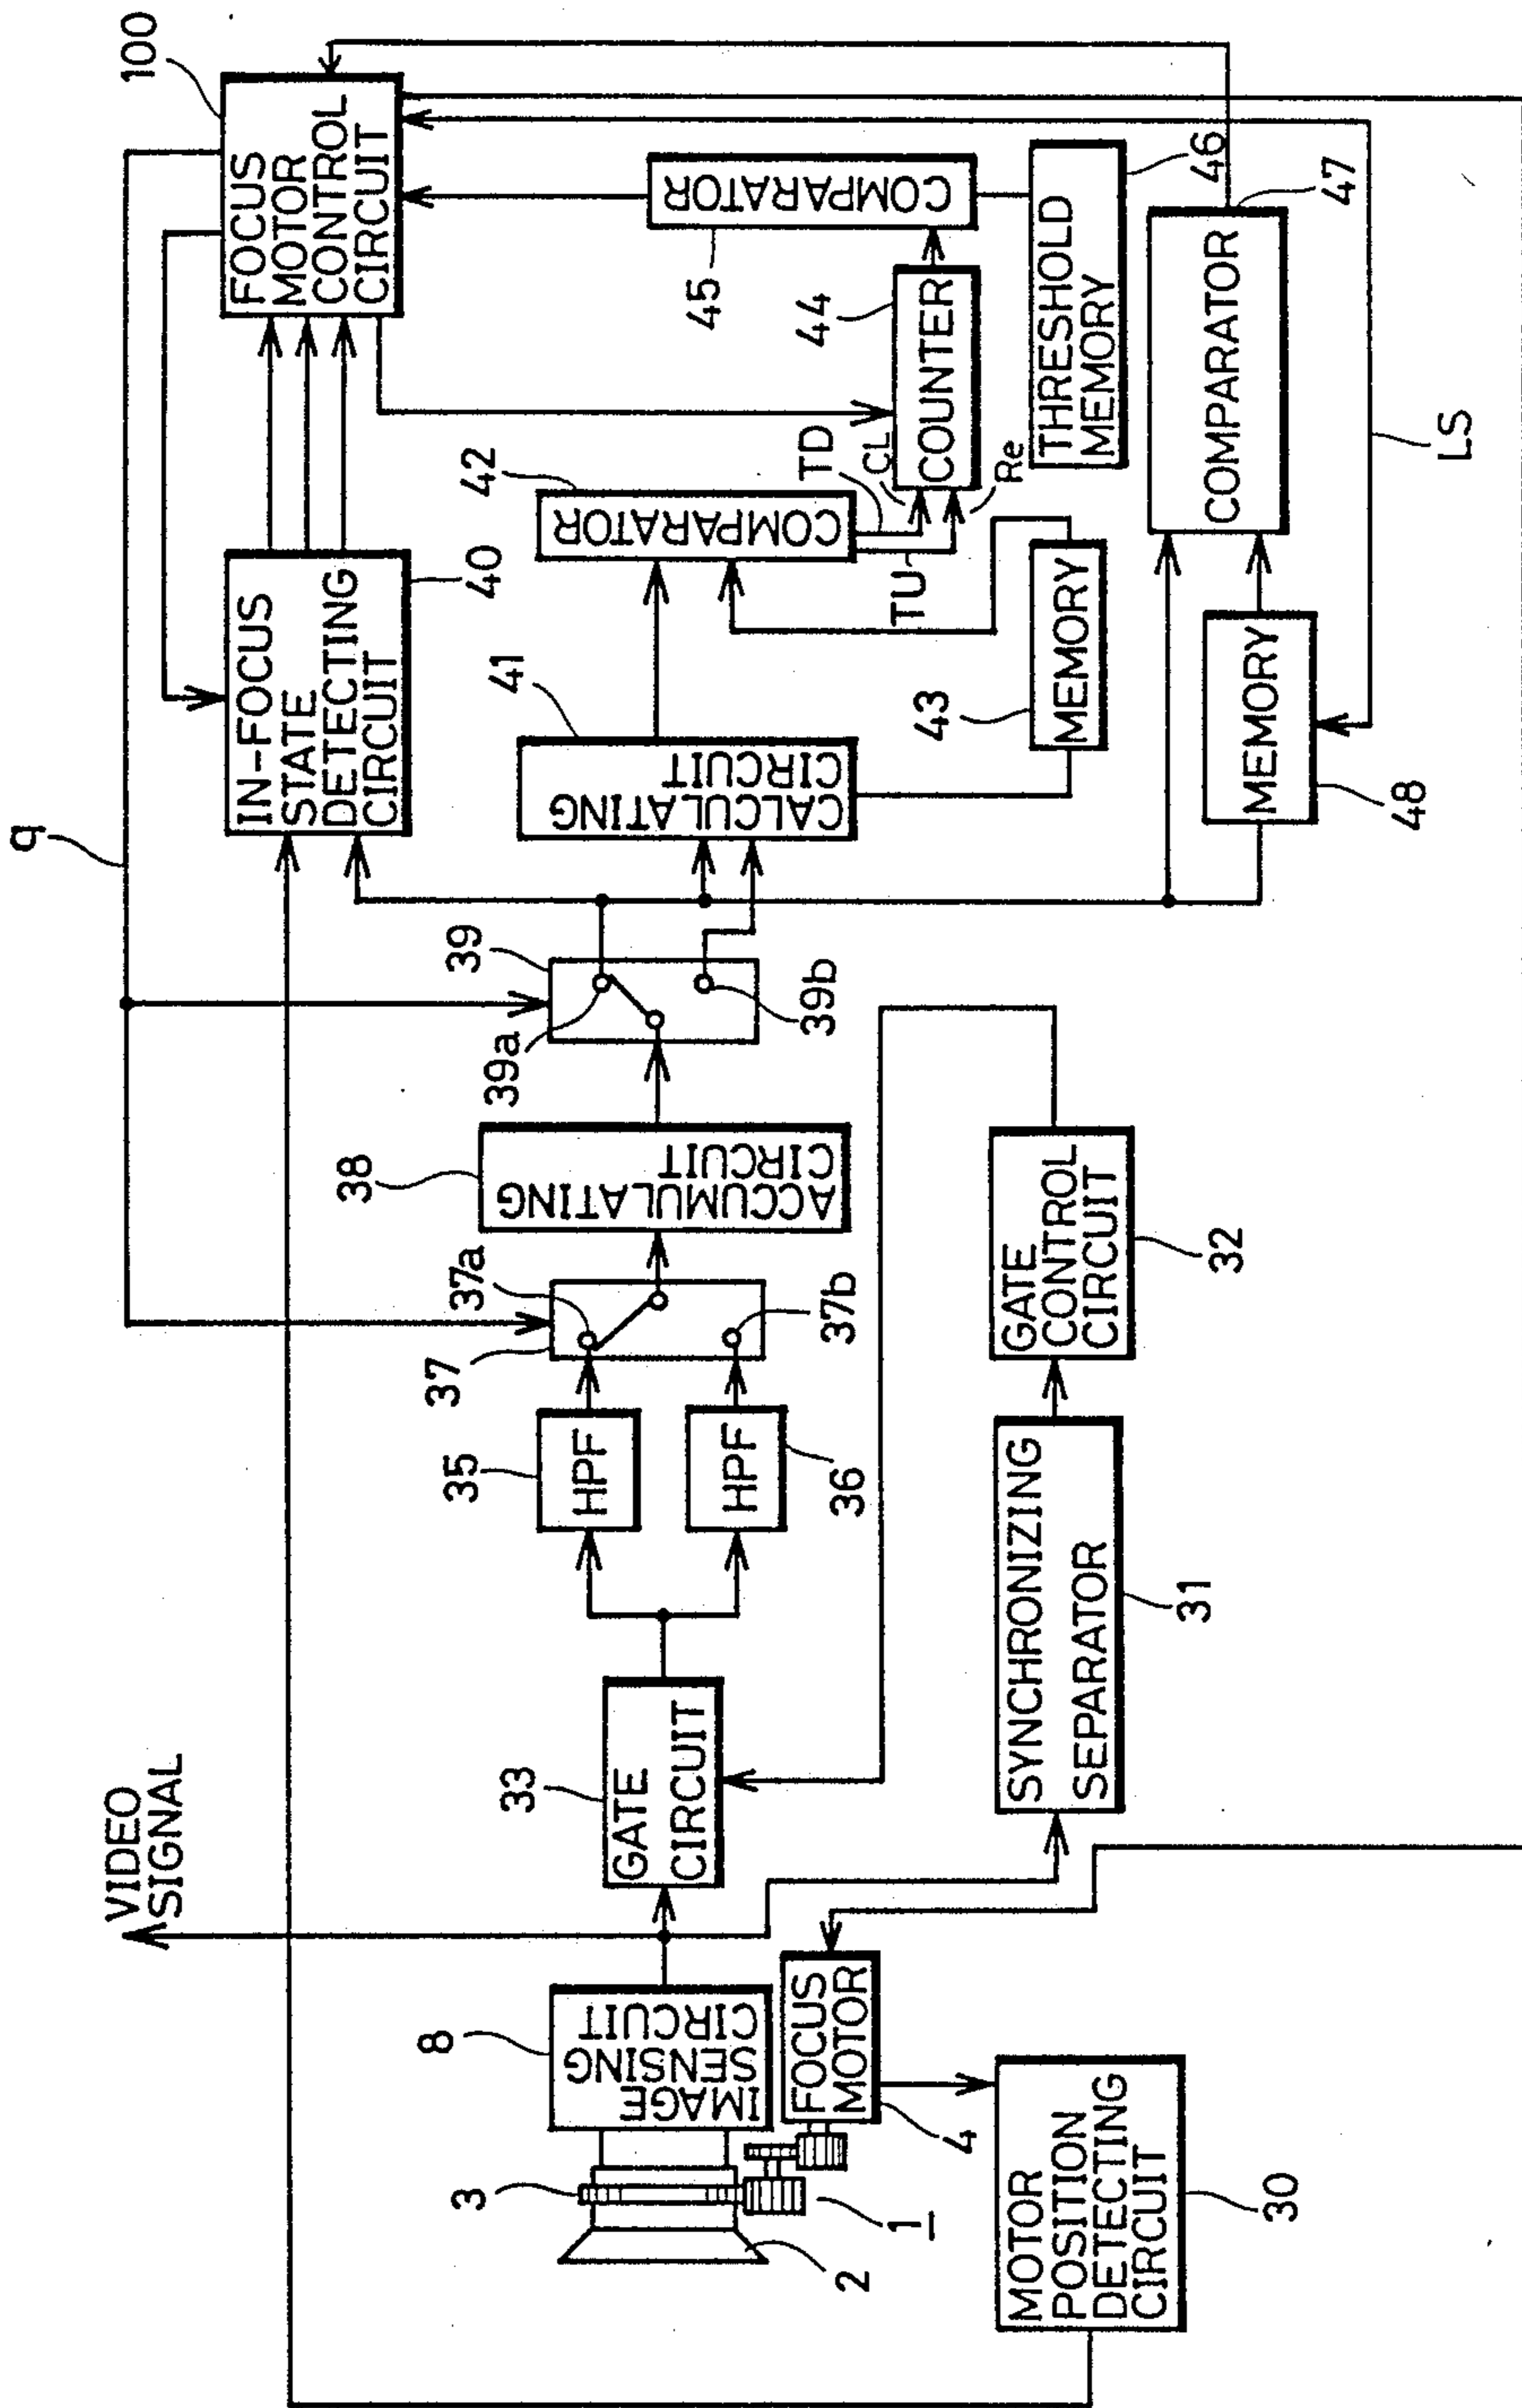 VIDEO
SIGNAL
q
100
FOCUS
MOTOR
CONTROL
CIRCUIT
IN-FOCUS
STATE
DETECTING
CIRCUIT
40
8
IMAGE
SENSING
CIRCUIT
3
2
1
FOCUS
MOTOR
4
MOTOR
POSITION
DETECTING
CIRCUIT
30
33
GATE
CIRCUIT
35
HPF
HPF
36
37
37a
37b
38
ACCUMULATING
CIRCUIT
39
39a
39b
41
CALCULATING
CIRCUIT
42
COMPARATOR
TD
TU
CL
Re
44
COUNTER
45
COMPARATOR
THRESHOLD
MEMORY
46
43
MEMORY
COMPARATOR
47
MEMORY
48
LS
SYNCHRONIZING
SEPARATOR
31
GATE
CONTROL
CIRCUIT
32